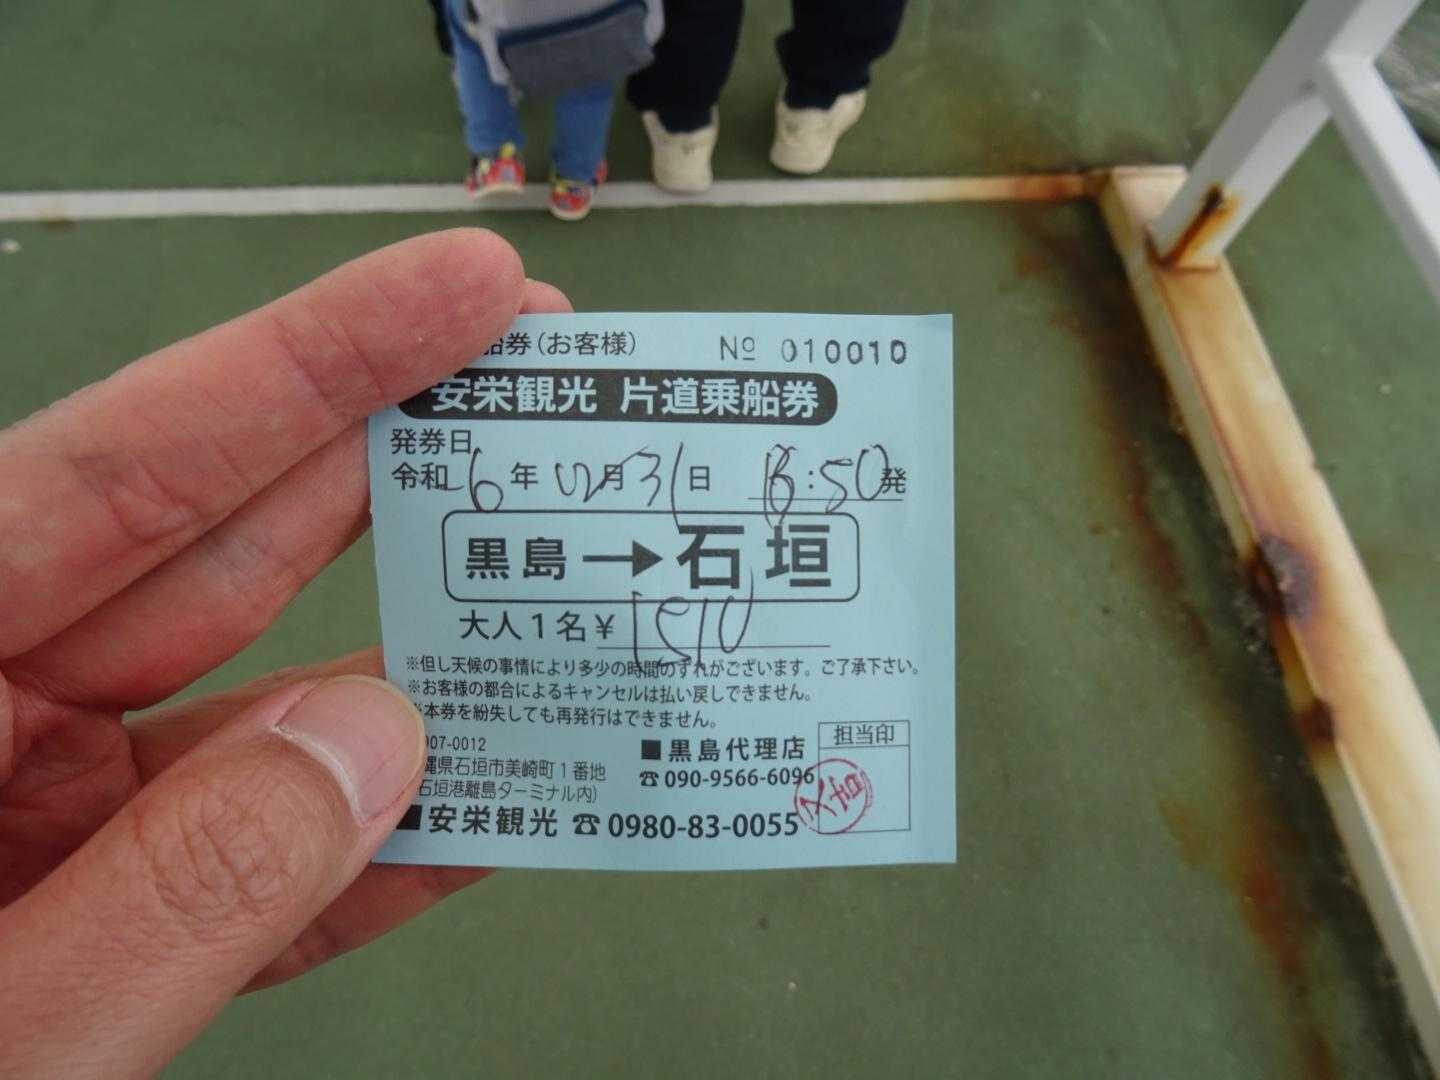 船券(お客様) № 010010
安栄観光 片道乗船券
発券日
令和 6 年 12 月 31 日 :50 発
黒島→石垣
大人1名¥ 1510
※但し天候の事情により多少の時間のずれがございます。ご了承下さい。
※お客様の都合によるキャンセルは払い戻しできません。
※本券を紛失しても再発行はできません。
907-0012
縄県石垣市美崎町1番地
石垣港離島ターミナル内)
■安栄観光 ☎ 0980-83-0055
■黒島代理店
☎ 090-9566-6096
担当印